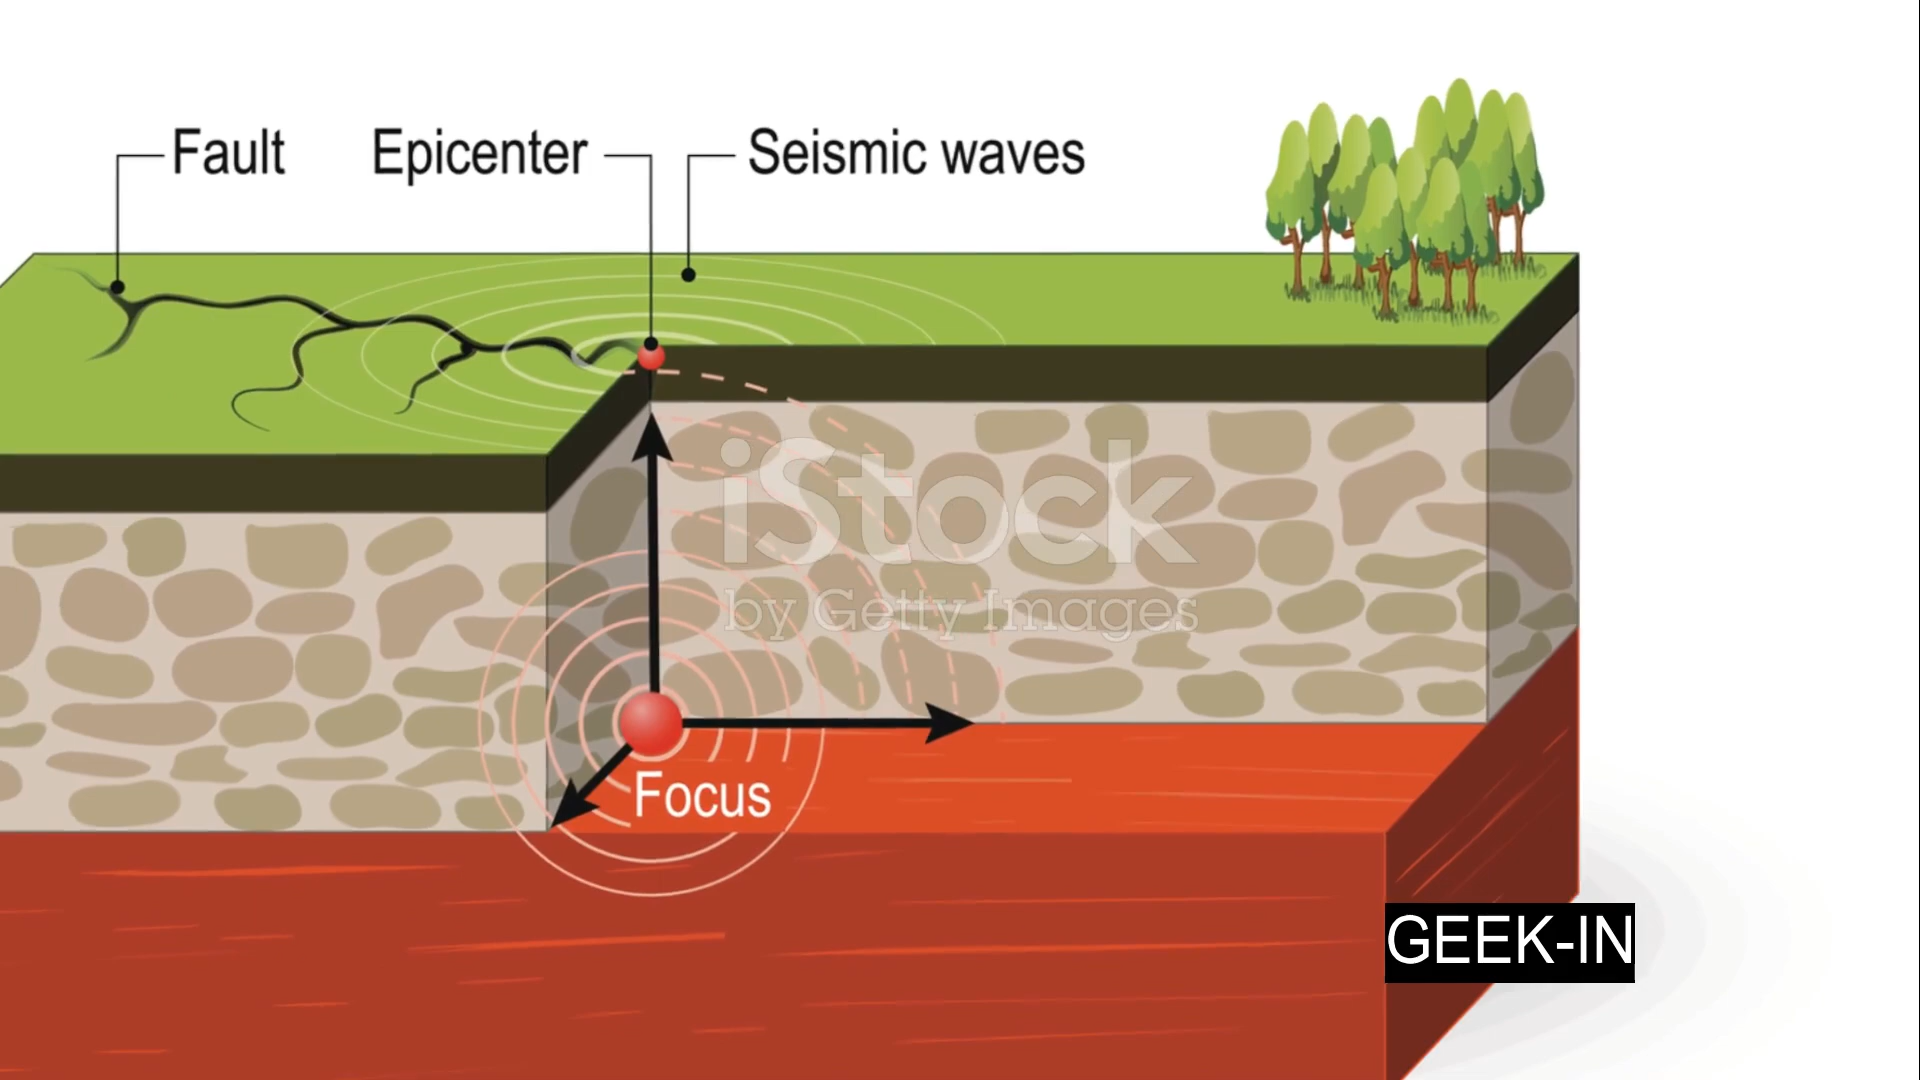 Fault Epicenter Seismic waves
iStock
by Getty Images
Focus
GEEK-IN